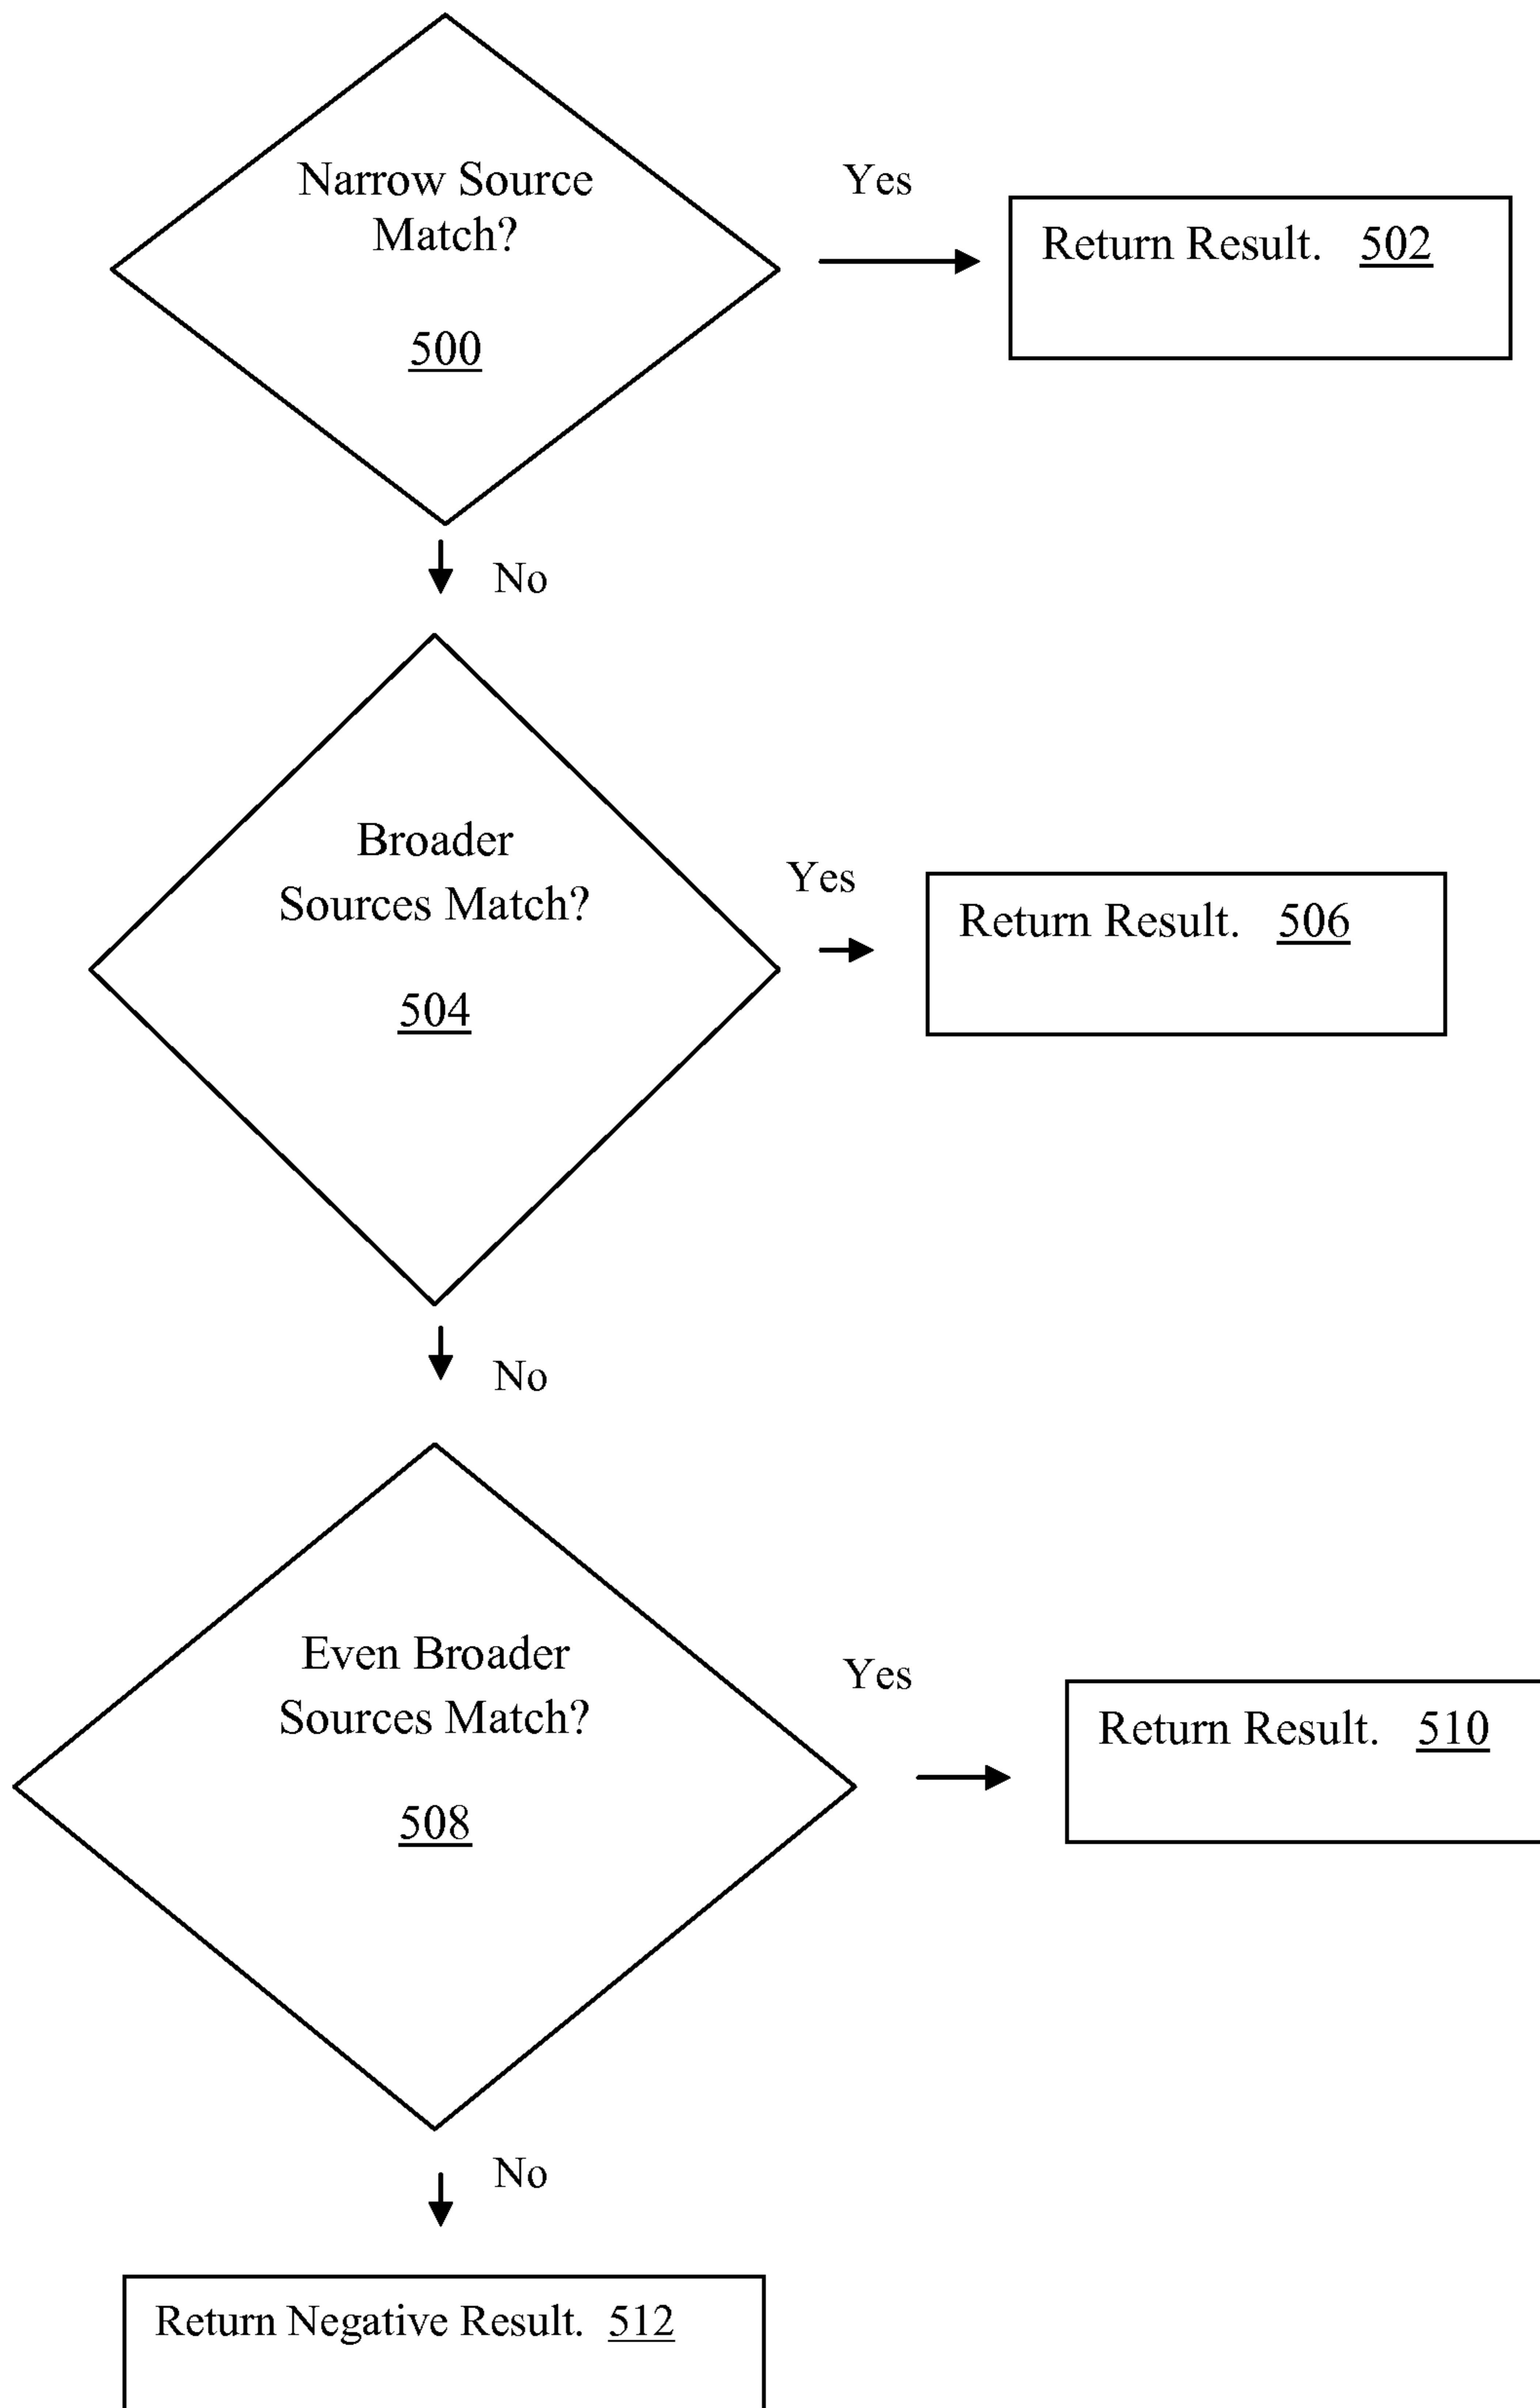 Narrow Source
Match?
500
Yes
Return Result. 502
No
Broader
Sources Match?
504
Yes
Return Result. 506
No
Even Broader
Sources Match?
508
Yes
Return Result. 510
No
Return Negative Result. 512